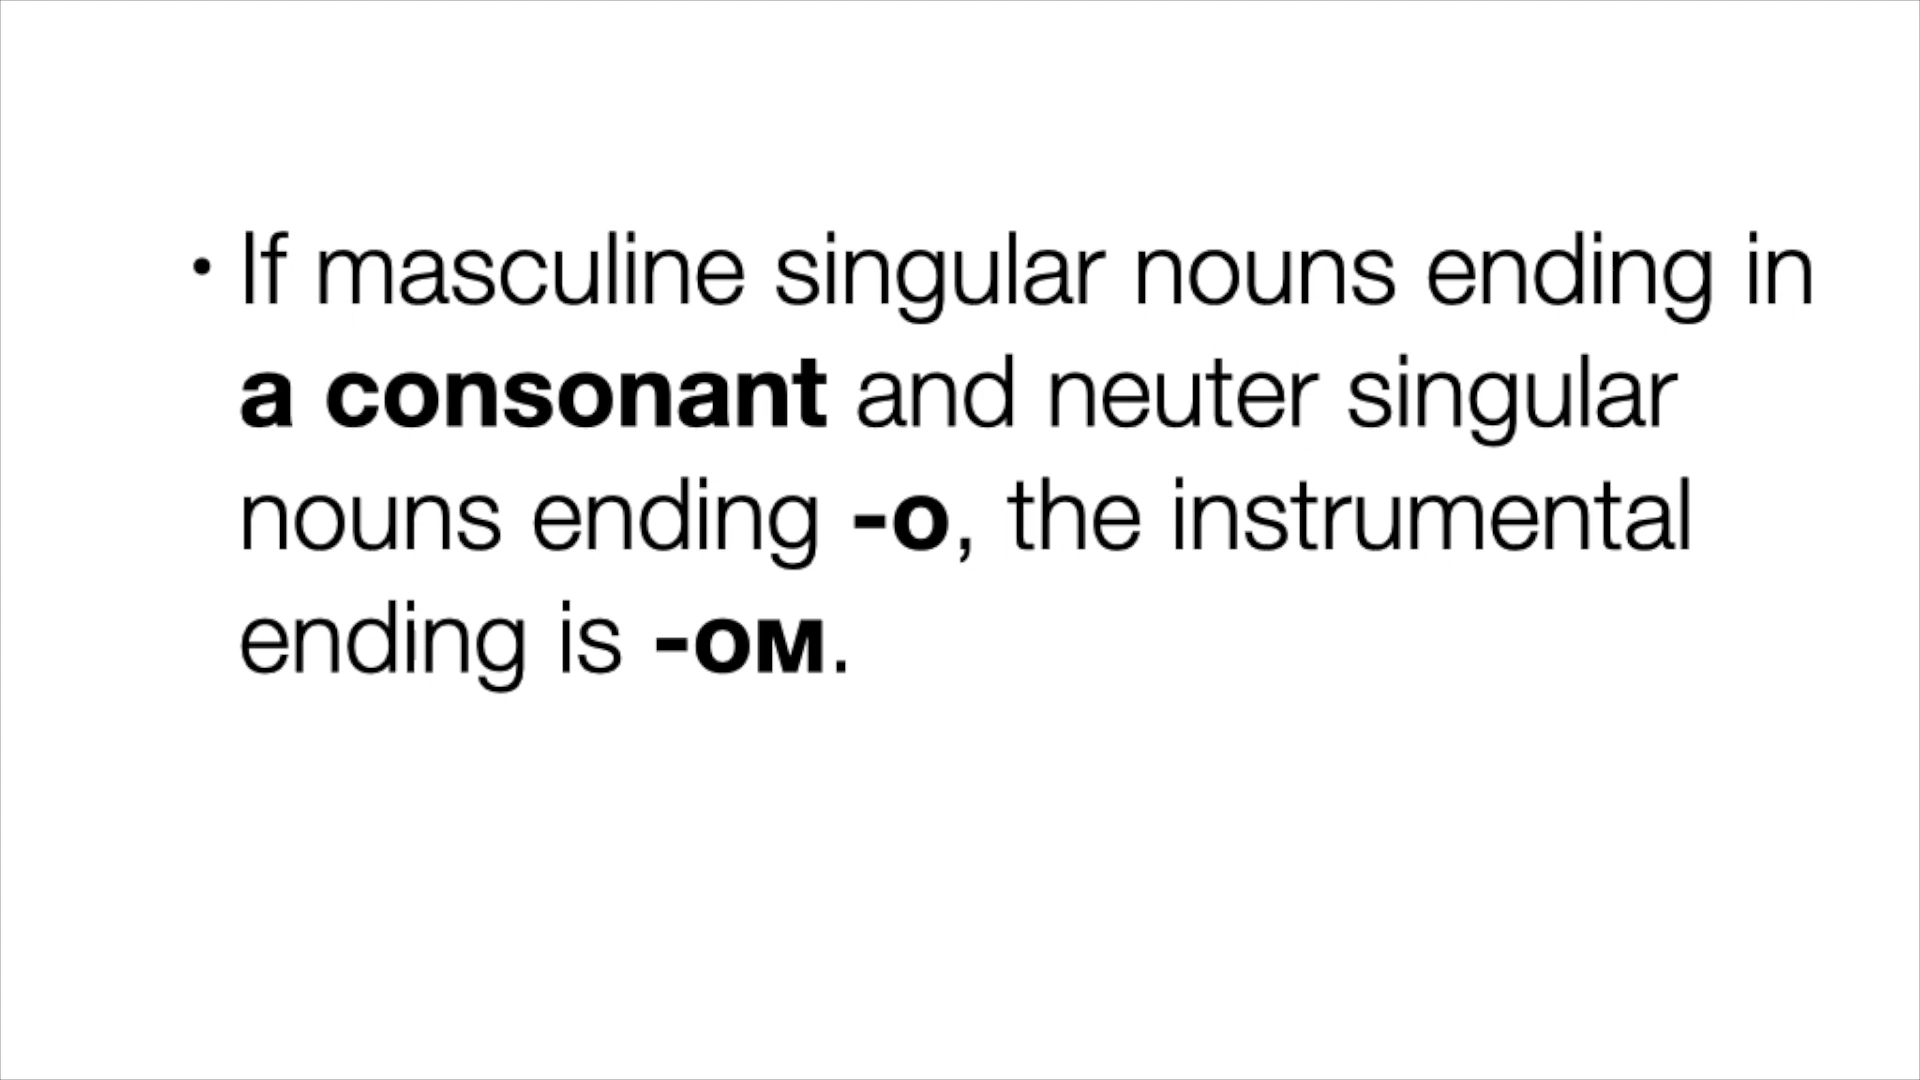 • If masculine singular nouns ending in
a consonant and neuter singular
nouns ending -о, the instrumental
ending is -ом.